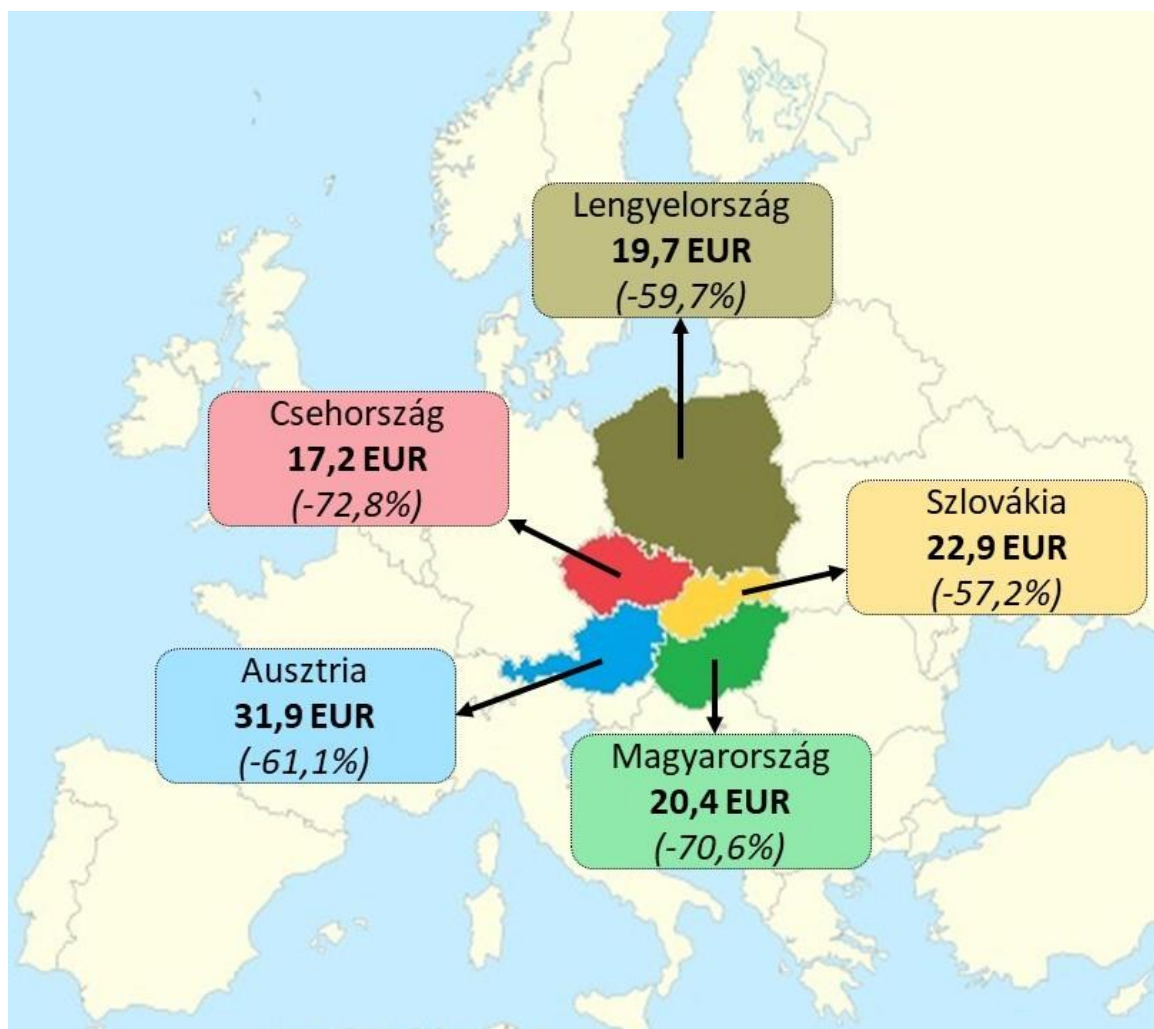 Lengyelország
19,7 EUR
(-59,7%)
Csehország
17,2 EUR
(-72,8%)
Szlovákia
22,9 EUR
(-57,2%)
Ausztria
31,9 EUR
(-61,1%)
Magyarország
20,4 EUR
(-70,6%)